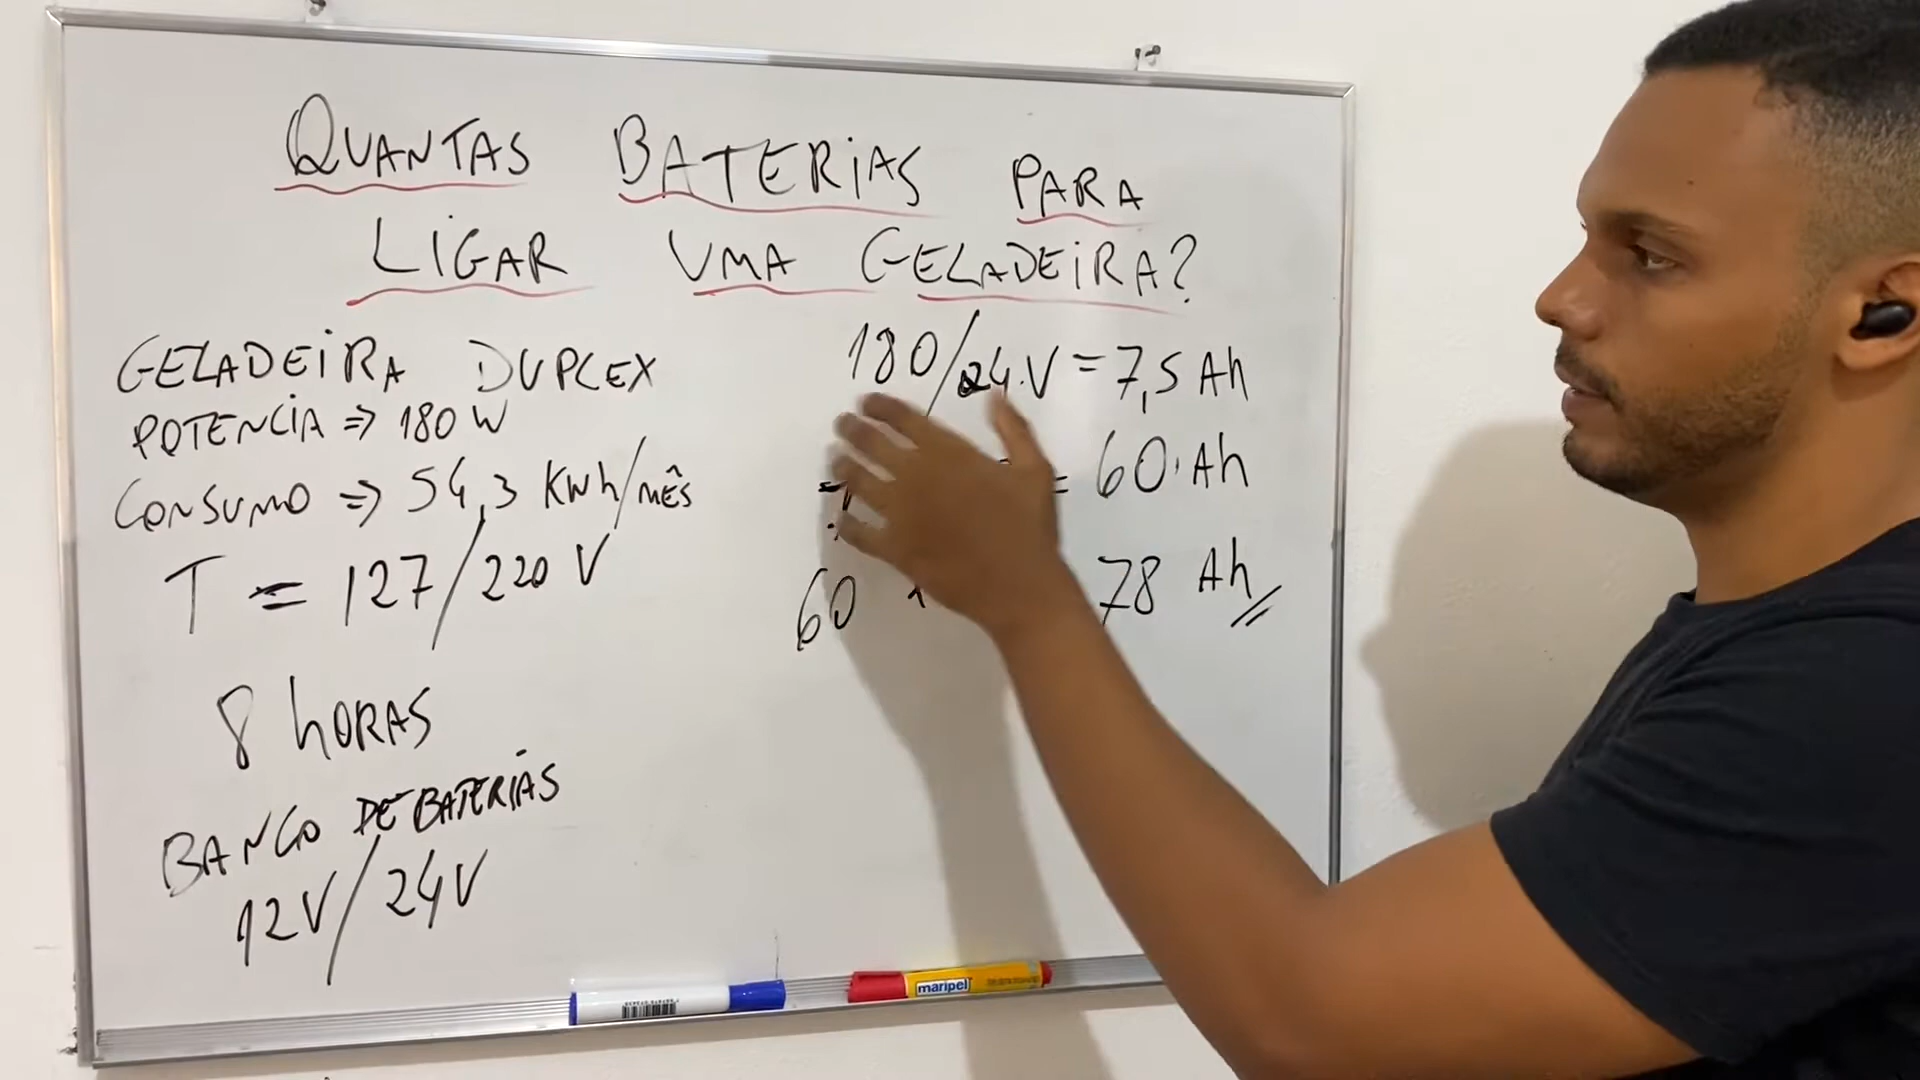 QUANTAS BATERIAS PARA
LIGAR UMA GELADEIRA?
GELADEIRA DUPLEX
POTENCIA => 180 W
CONSUMO => 54,3 KWh/MÊS
T = 127/220 V
8 hORAS
BANCO DE BATERIAS
12V/24V
180/24V = 7,5 Ah
= 60 Ah
60 78 Ah
maripel